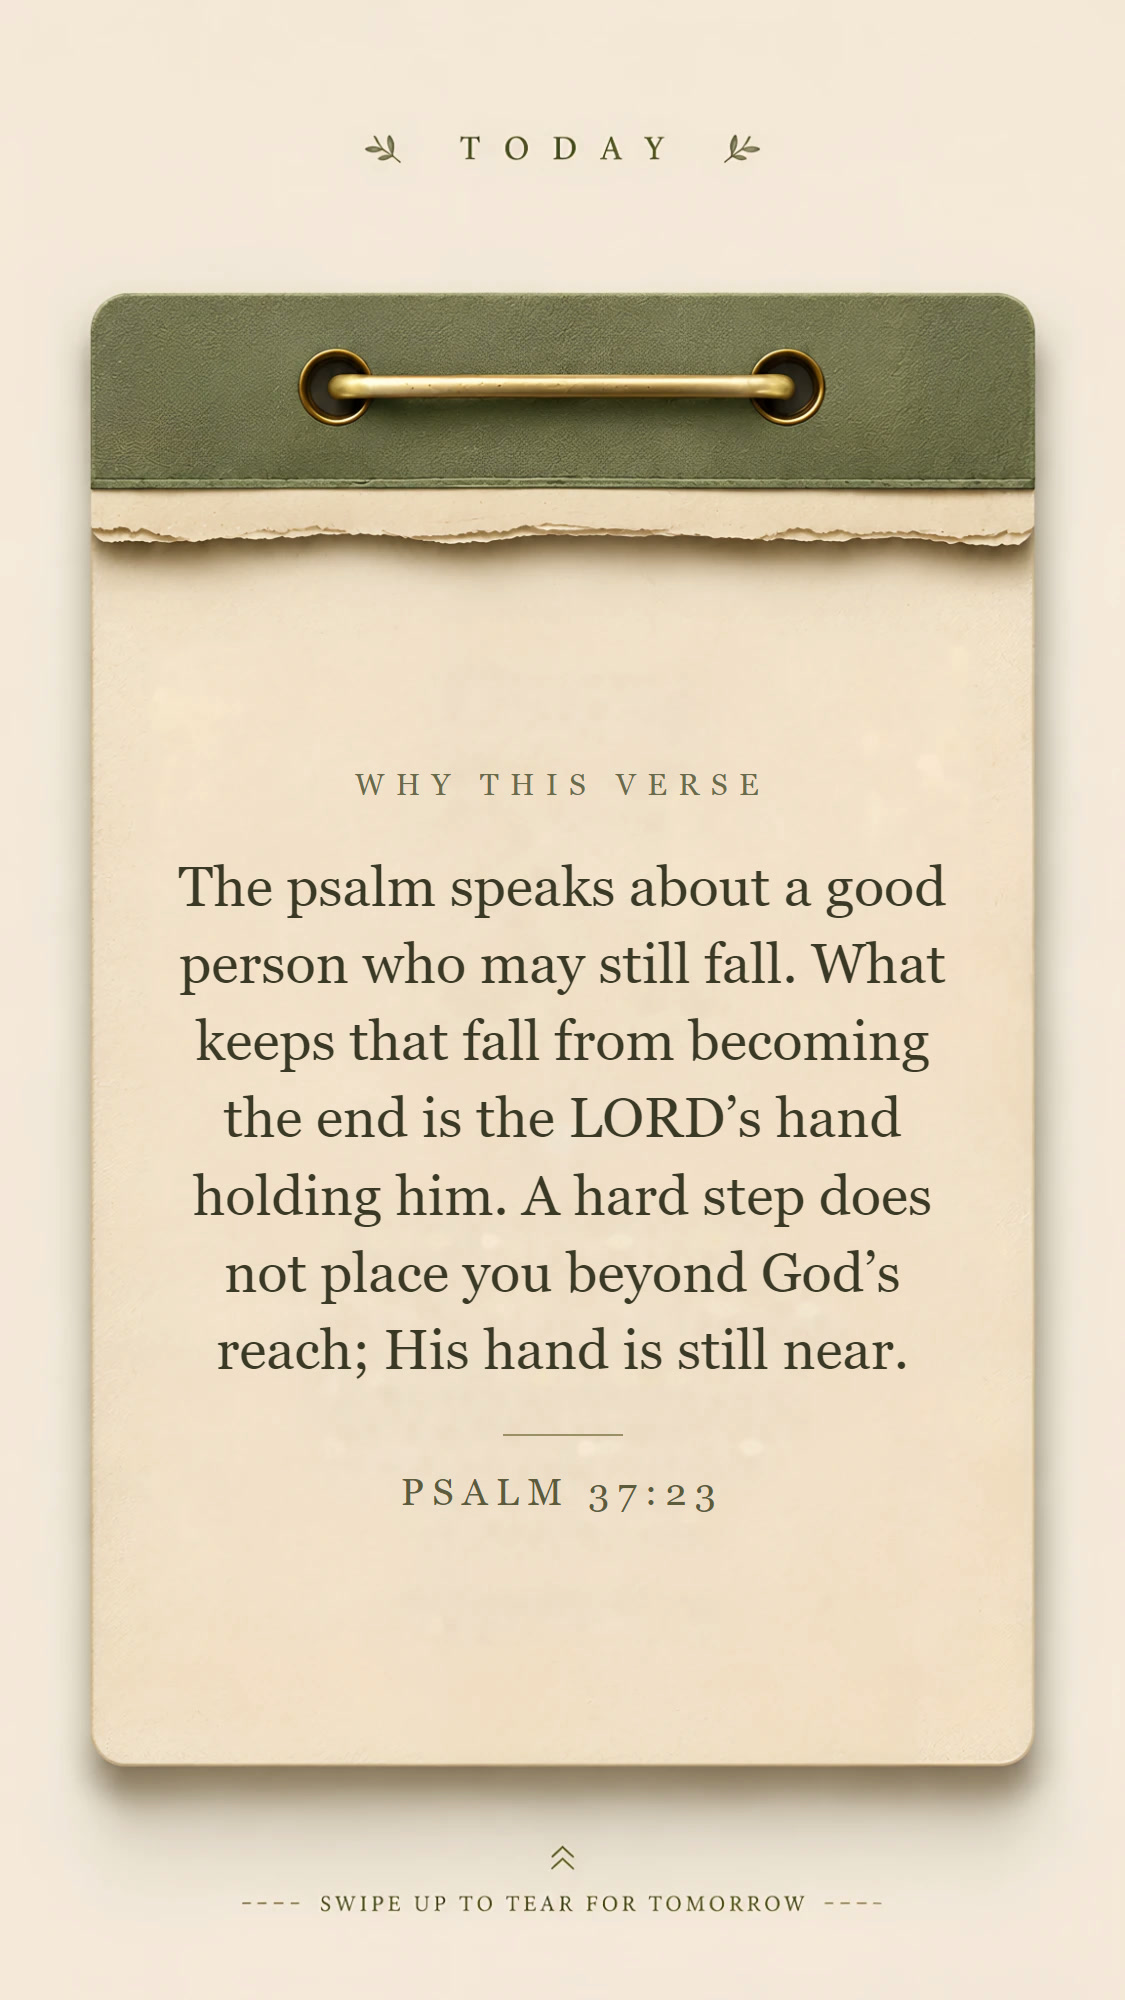 TODAY
WHY THIS VERSE
The psalm speaks about a good
person who may still fall. What
keeps that fall from becoming
the end is the LORD’s hand
holding him. A hard step does
not place you beyond God’s
reach; His hand is still near.
PSALM 37:23
SWIPE UP TO TEAR FOR TOMORROW